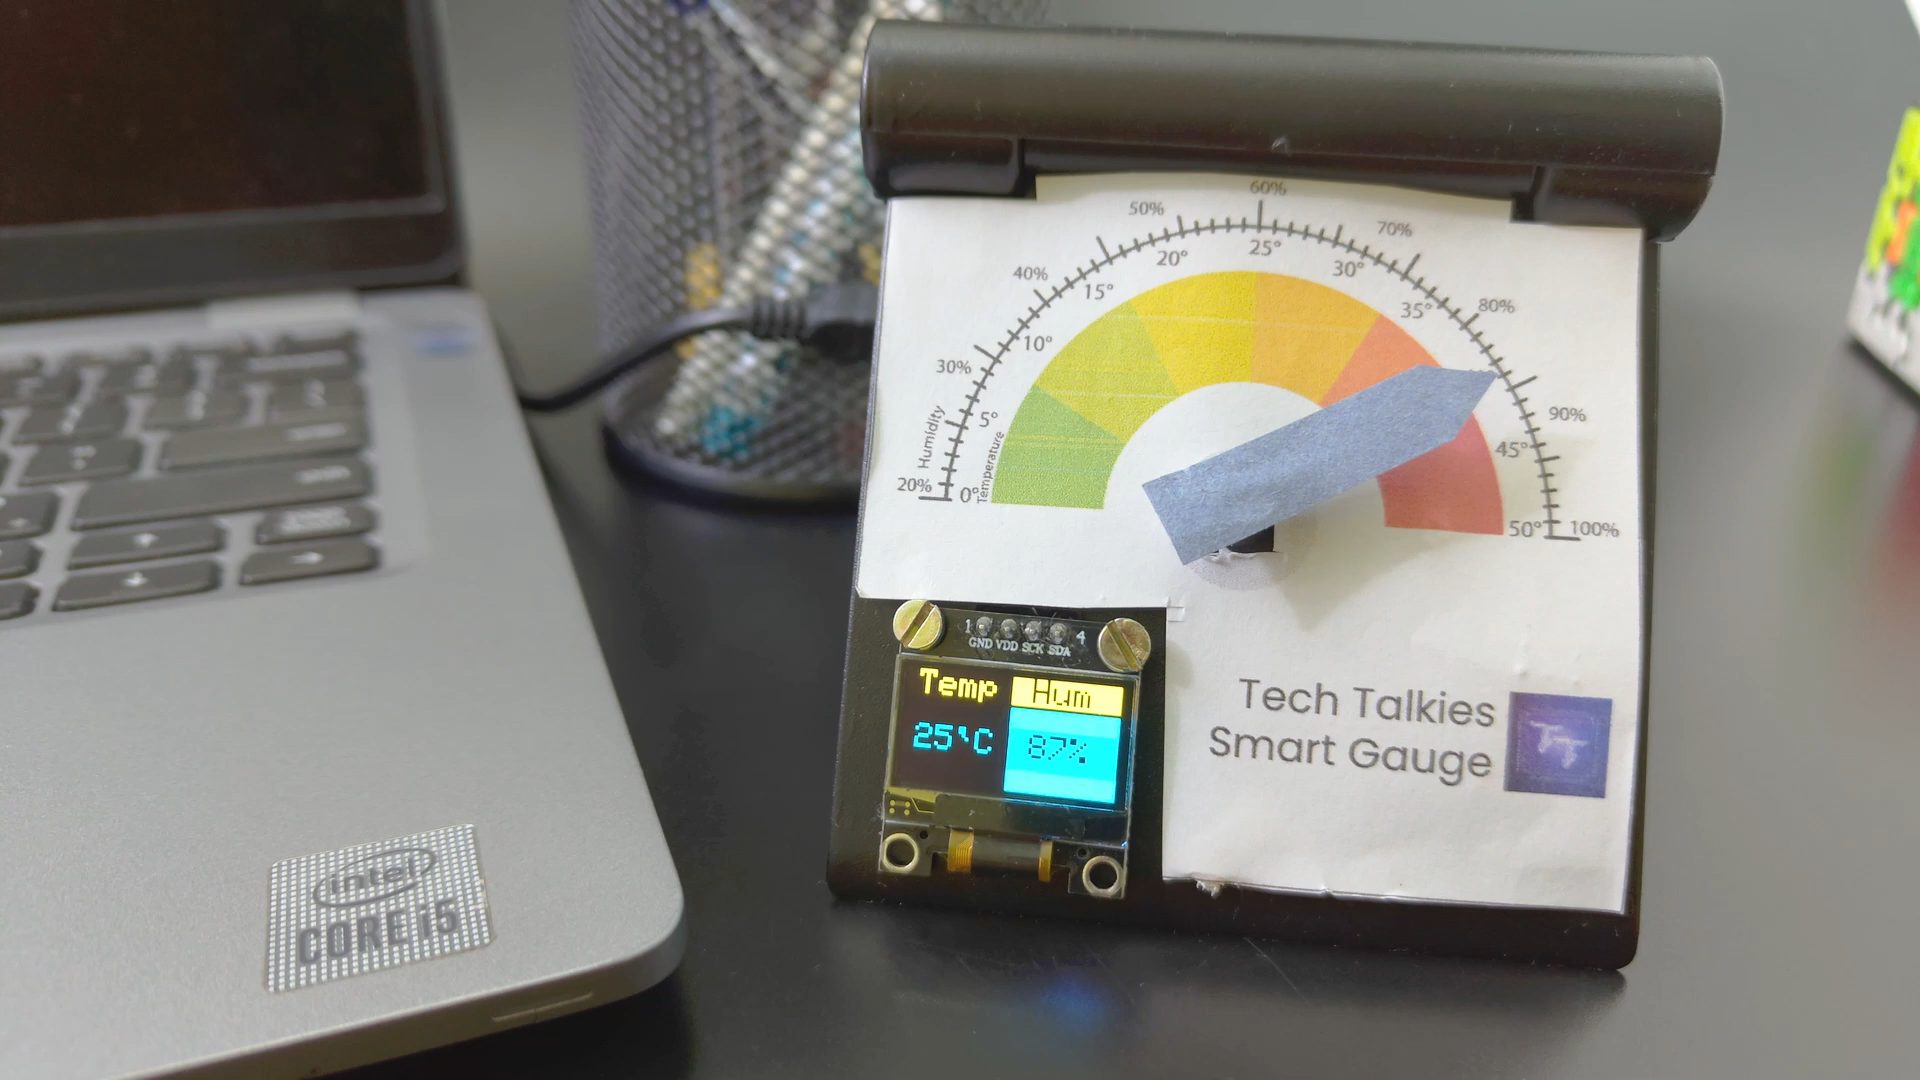 60%
50%
70%
25°
20°
30°
40%
15°
80%
35°
10°
30%
90%
5°
45°
Humidity
Temperature
20%
0°
50°
100%
1
4
GND VDD SCK SDA
Temp
Hum
25°C
87%
Tech Talkies
Smart Gauge
TT
intel
CORE i5